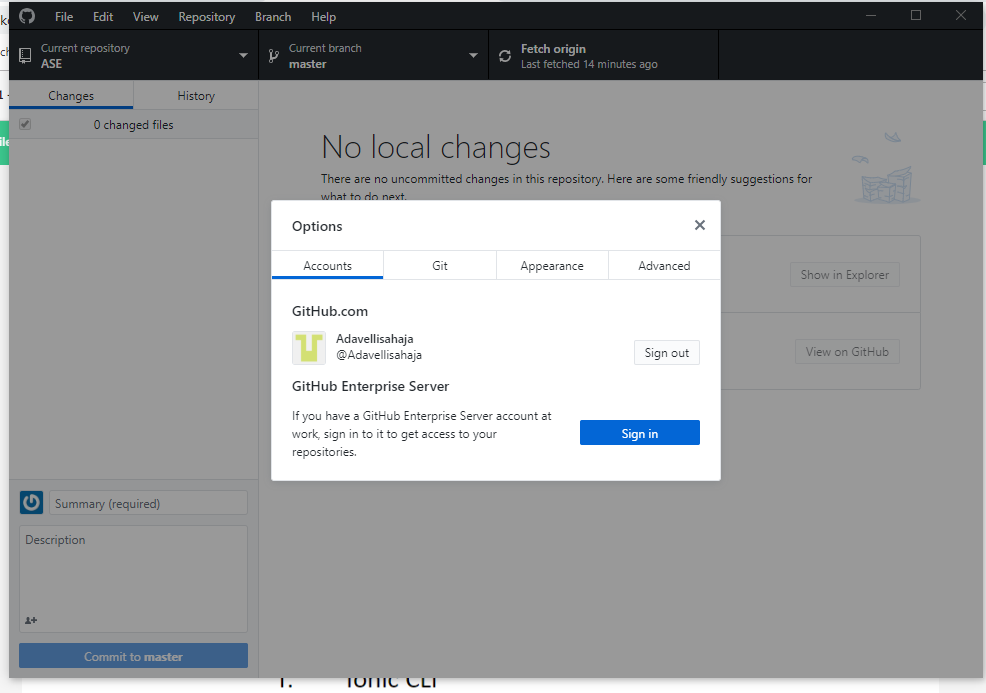 File Edit View Repository Branch Help
Current repository
ASE
Current branch
master
Fetch origin
Last fetched 14 minutes ago
Changes History
0 changed files
No local changes
There are no uncommitted changes in this repository. Here are some friendly suggestions for
what to do next.
Show in Explorer
View on GitHub
Options
Accounts Git Appearance Advanced
GitHub.com
Adavellisahaja
@Adavellisahaja
Sign out
GitHub Enterprise Server
If you have a GitHub Enterprise Server account at
work, sign in to it to get access to your
repositories.
Sign in
Summary (required)
Description
Commit to master
1. Ionic CLI